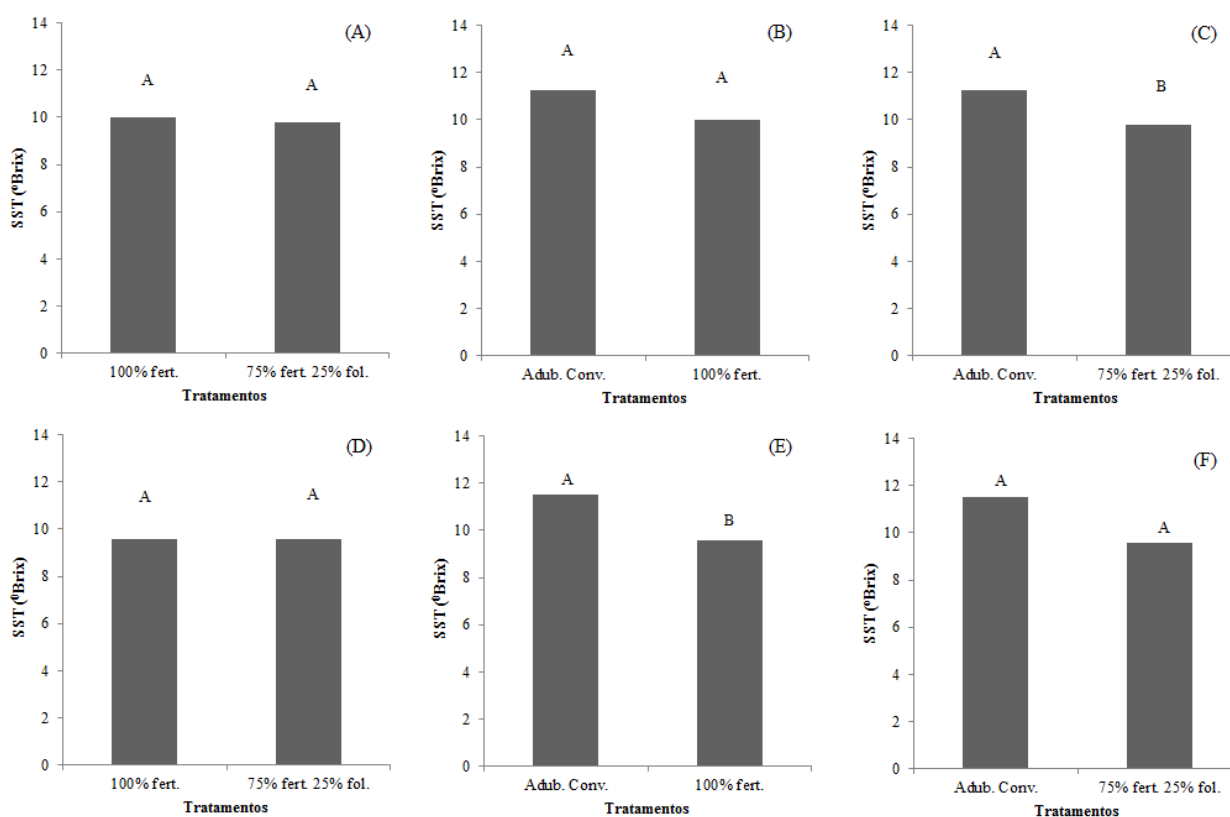 (A)
14
12
10
8
6
4
2
0
SST (ºBrix)
A
A
100% fert.
75% fert. 25% fol.
Tratamentos
(B)
14
12
10
8
6
4
2
0
SST (ºBrix)
A
A
Adub. Conv.
100% fert.
Tratamentos
(C)
14
12
10
8
6
4
2
0
SST (ºBrix)
A
B
Adub. Conv.
75% fert. 25% fol.
Tratamentos
(D)
14
12
10
8
6
4
2
0
SST (⁰Brix)
A
A
100% fert.
75% fert. 25% fol.
Tratamentos
(E)
14
12
10
8
6
4
2
0
SST (⁰Brix)
A
B
Adub. Conv.
100% fert.
Tratamentos
(F)
14
12
10
8
6
4
2
0
SST (ºBrix)
A
A
Adub. Conv.
75% fert. 25% fol.
Tratamentos